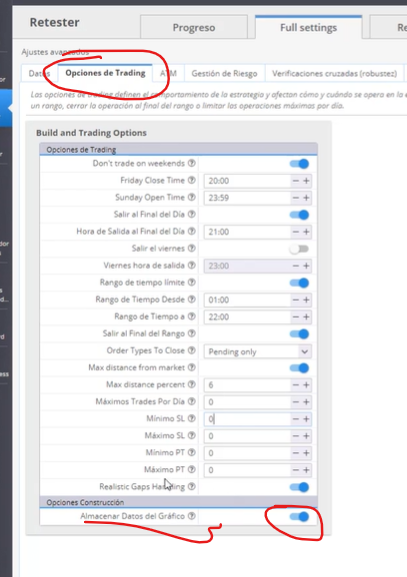 Retester
Progreso
Full settings
Ajustes avanzados
Opciones de Trading
Gestión de Riesgo
Verificaciones cruzadas (robustez)
Las opciones de trading definen el comportamiento de la estrategia y afectan cómo y cuándo se opera en la
un rango, cerrar la operación al final del rango o limitar las operaciones máximas por día.
Build and Trading Options
Opciones de Trading
Don't trade on weekends
Friday Close Time 20:00
Sunday Open Time 23:59
Salir al Final del Día
Hora de Salida al Final del Día 21:00
Salir el viernes
Viernes hora de salida 23:00
Rango de tiempo límite
Rango de Tiempo Desde 01:00
Rango de Tiempo a 22:00
Salir al Final del Rango
Order Types To Close Pending only
Max distance from market
Max distance percent 6
Máximos Trades Por Día 0
Mínimo SL 0
Máximo SL 0
Mínimo PT 0
Máximo PT 0
Realistic Gaps Handling
Opciones Construcción
Almacenar Datos del Gráfico